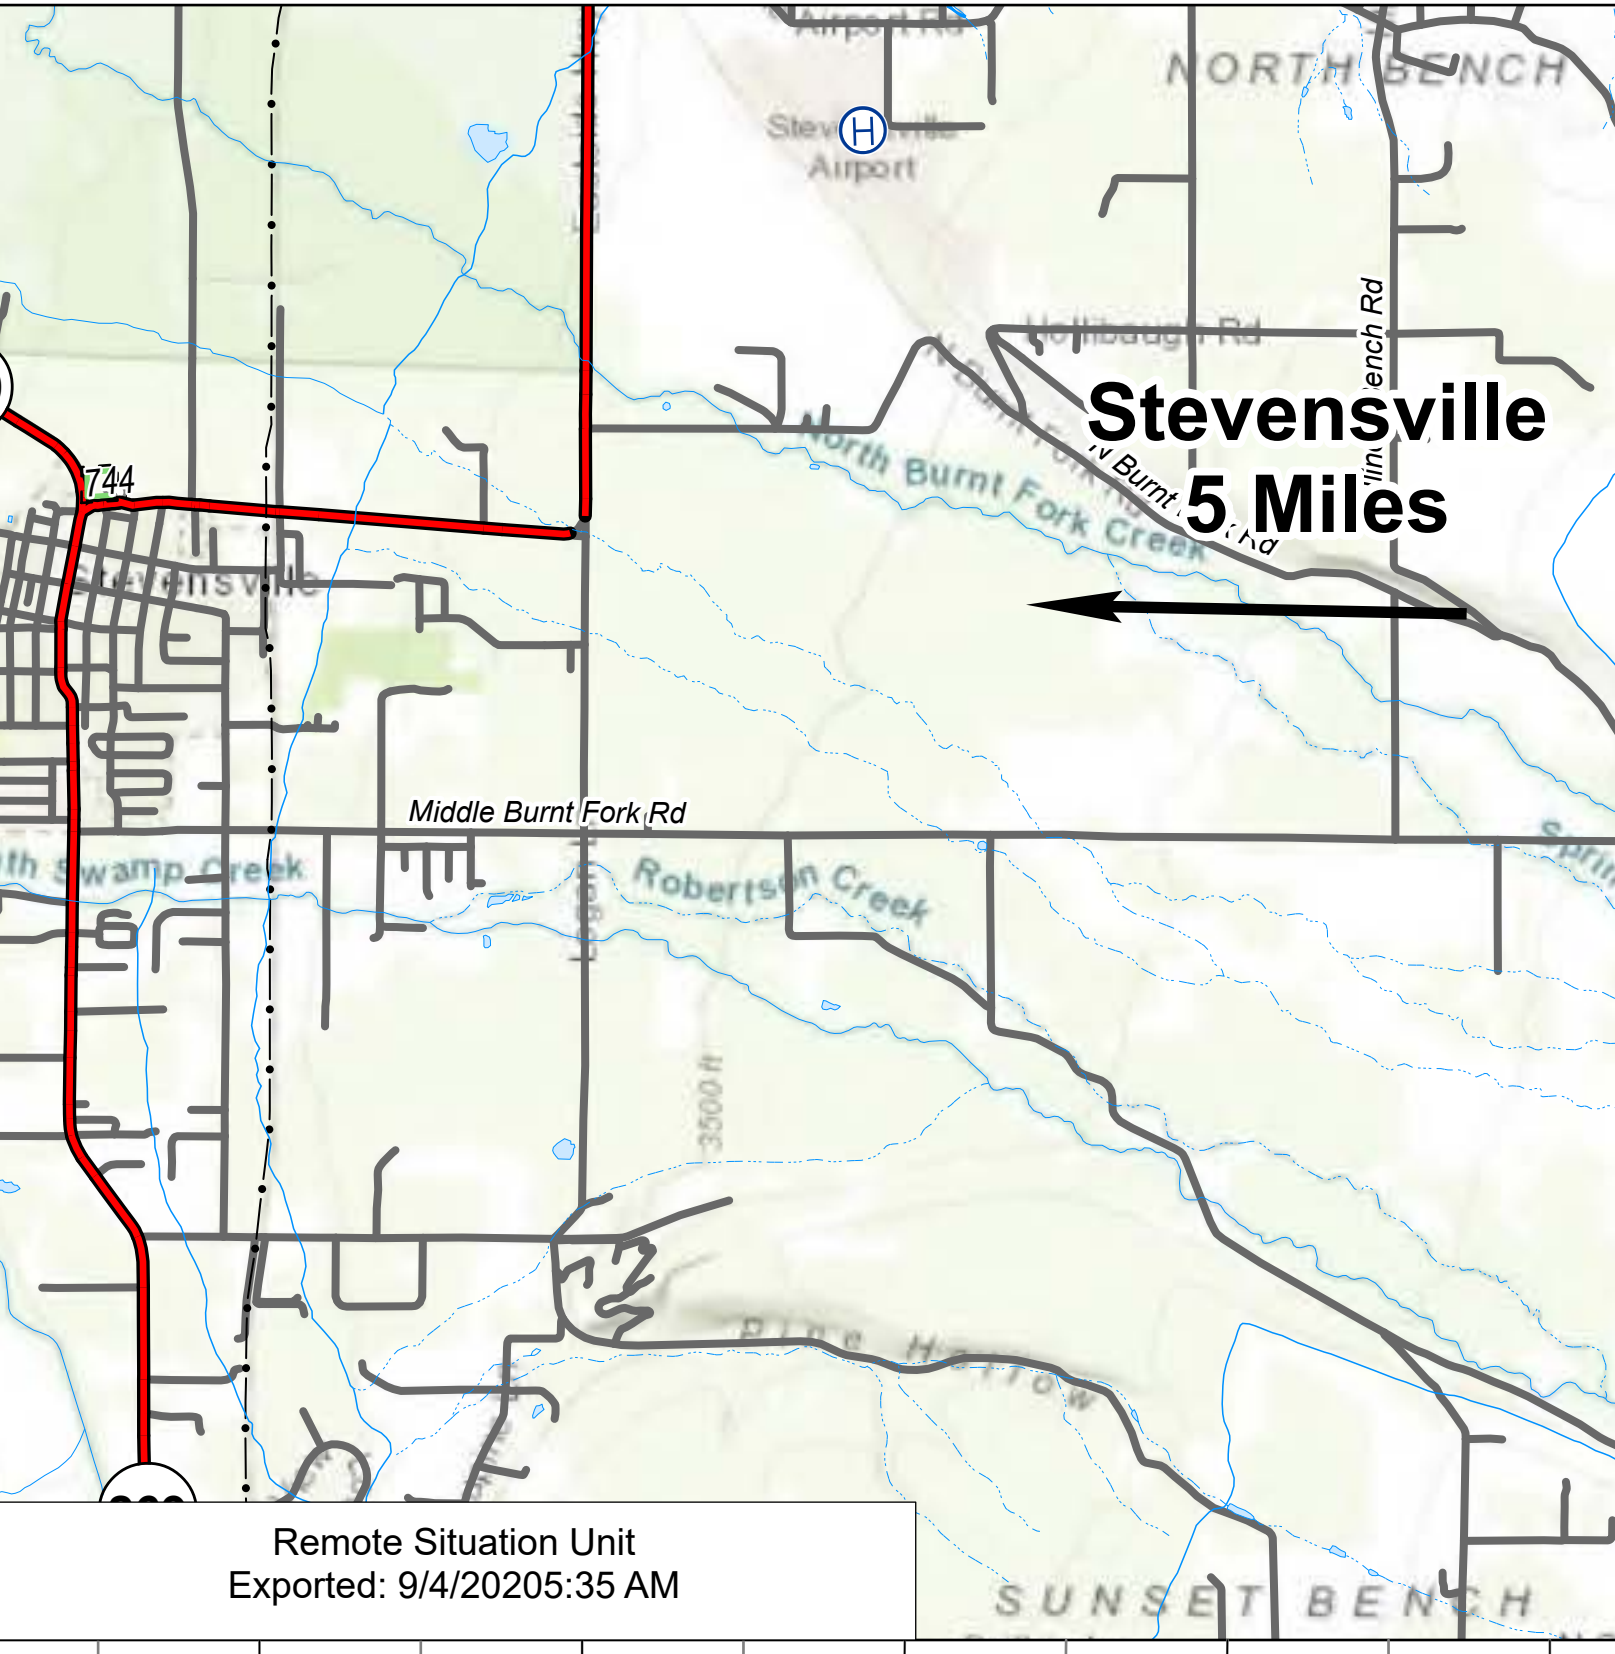 Airport Rd
NORTH BENCH
Airport
Hollibaugh Rd
Stevensville
5 Miles
N Burnt
Rd
North Burnt Fork Creek
744
Stevensville
Middle Burnt Fork Rd
Swamp Creek
Robertson Creek
3500 ft
Pine Hollow
Remote Situation Unit
Exported: 9/4/20205:35 AM
SUNSET BENCH